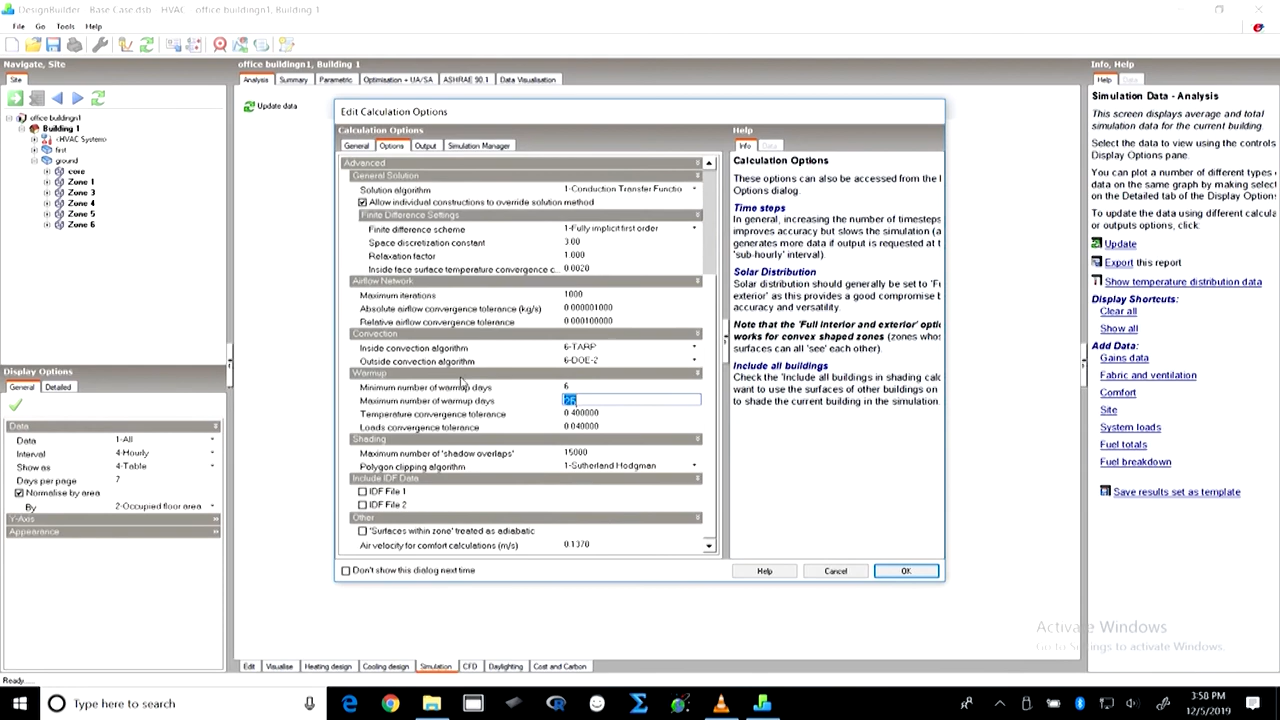 DesignBuilder - Base Case.dsb - HVAC - office buildingn1, Building 1
File Go Tools Help
Navigate, Site
Site
office buildingn1
Building 1
<HVAC System>
first
ground
core
Zone 1
Zone 3
Zone 4
Zone 5
Zone 6
Display Options
General Detailed
Data
Data 1-All
Interval 4-Hourly
Show as 4-Table
Days per page 7
Normalise by area
By 2-Occupied floor area
Y-Axis
Appearance
office buildingn1, Building 1
Analysis Summary Parametric Optimisation + UA/SA ASHRAE 90.1 Data Visualisation
Update data
Edit Calculation Options
Calculation Options
General Options Output Simulation Manager
Advanced
General Solution
Solution algorithm 1-Conduction Transfer Functio
Allow individual constructions to override solution method
Finite Difference Settings
Finite difference scheme 1-Fully implicit first order
Space discretization constant 3.00
Relaxation factor 1.000
Inside face surface temperature convergence c... 0.0020
Airflow Network
Maximum iterations 1000
Absolute airflow convergence tolerance (kg/s) 0.000001000
Relative airflow convergence tolerance 0.000100000
Convection
Inside convection algorithm 6-TARP
Outside convection algorithm 6-DOE-2
Warmup
Minimum number of warmup days 6
Maximum number of warmup days
Temperature convergence tolerance 0.400000
Loads convergence tolerance 0.040000
Shading
Maximum number of 'shadow overlaps' 15000
Polygon clipping algorithm 1-Sutherland Hodgman
Include IDF Data
IDF File 1
IDF File 2
Other
'Surfaces within zone' treated as adiabatic
Air velocity for comfort calculations (m/s) 0.1370
Don't show this dialog next time
Help
Info Data
Calculation Options
These options can also be accessed from the
Options dialog.
Time steps
In general, increasing the number of timesteps
improves accuracy but slows the simulation (a
generates more data if output is requested at t
'sub-hourly' interval).
Solar Distribution
Solar distribution should generally be set to 'F
exterior' as this provides a good compromise b
accuracy and versatility.
Note that the 'Full interior and exterior' optic
works for convex shaped zones (zones whos
surfaces can all 'see' each other).
Include all buildings
Check the 'Include all buildings in shading calc
want to use the surfaces of other buildings on
to shade the current building in the simulation.
Help Cancel OK
Edit Visualise Heating design Cooling design Simulation CFD Daylighting Cost and Carbon
Info, Help
Help Data
Simulation Data - Analysis
This screen displays average and total
simulation data for the current building
Select the data to view using the controls
Display Options pane.
You can plot a number of different types
data on the same graph by making selec
on the Detailed tab of the Display Option
To update the data using different calcula
or outputs options, click:
Update
Export this report
Show temperature distribution data
Display Shortcuts:
Clear all
Show all
Add Data:
Gains data
Fabric and ventilation
Comfort
Site
System loads
Fuel totals
Fuel breakdown
Save results set as template
Activate Windows
Go to Settings to activate Windows.
Ready....
Type here to search
3:58 PM
12/5/2019